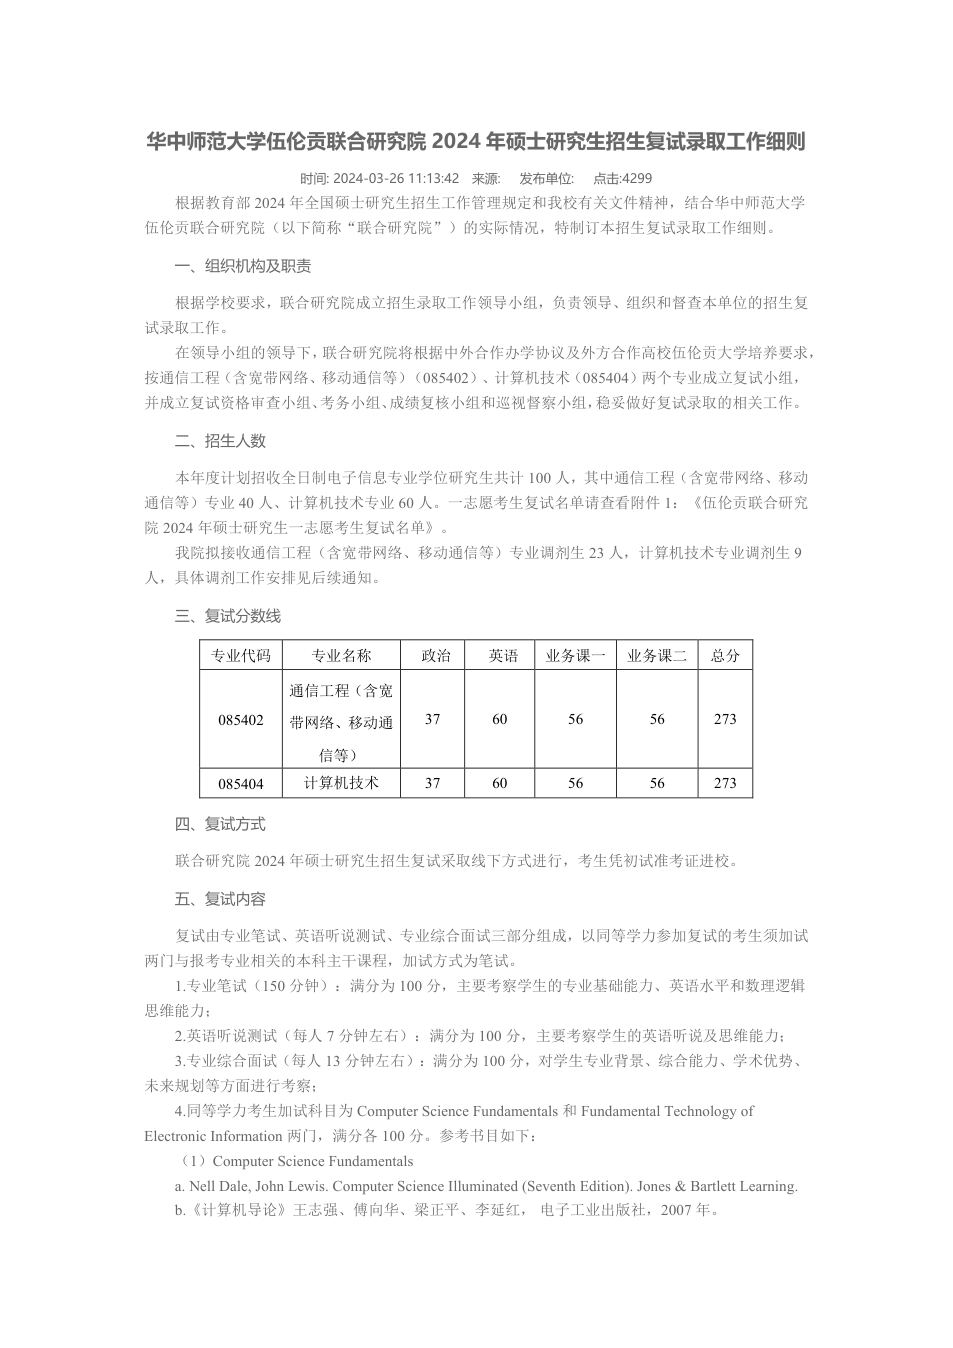 华中师范大学伍伦贡联合研究院 2024 年硕士研究生招生复试录取工作细则
时间: 2024-03-26 11:13:42 来源: 发布单位: 点击:4299
根据教育部 2024 年全国硕士研究生招生工作管理规定和我校有关文件精神，结合华中师范大学
伍伦贡联合研究院（以下简称“联合研究院”）的实际情况，特制订本招生复试录取工作细则。
一、组织机构及职责
根据学校要求，联合研究院成立招生录取工作领导小组，负责领导、组织和督查本单位的招生复
试录取工作。
在领导小组的领导下，联合研究院将根据中外合作办学协议及外方合作高校伍伦贡大学培养要求，
按通信工程（含宽带网络、移动通信等）（085402）、计算机技术（085404）两个专业成立复试小组，
并成立复试资格审查小组、考务小组、成绩复核小组和巡视督察小组，稳妥做好复试录取的相关工作。
二、招生人数
本年度计划招收全日制电子信息专业学位研究生共计 100 人，其中通信工程（含宽带网络、移动
通信等）专业 40 人、计算机技术专业 60 人。一志愿考生复试名单请查看附件 1：《伍伦贡联合研究
院 2024 年硕士研究生一志愿考生复试名单》。
我院拟接收通信工程（含宽带网络、移动通信等）专业调剂生 23 人，计算机技术专业调剂生 9
人，具体调剂工作安排见后续通知。
三、复试分数线
专业代码 专业名称 政治 英语 业务课一 业务课二 总分
085402 通信工程（含宽
带网络、移动通
信等） 37 60 56 56 273
085404 计算机技术 37 60 56 56 273
四、复试方式
联合研究院 2024 年硕士研究生招生复试采取线下方式进行，考生凭初试准考证进校。
五、复试内容
复试由专业笔试、英语听说测试、专业综合面试三部分组成，以同等学力参加复试的考生须加试
两门与报考专业相关的本科主干课程，加试方式为笔试。
1.专业笔试（150 分钟）：满分为 100 分，主要考察学生的专业基础能力、英语水平和数理逻辑
思维能力；
2.英语听说测试（每人 7 分钟左右）：满分为 100 分，主要考察学生的英语听说及思维能力；
3.专业综合面试（每人 13 分钟左右）：满分为 100 分，对学生专业背景、综合能力、学术优势、
未来规划等方面进行考察；
4.同等学力考生加试科目为 Computer Science Fundamentals 和 Fundamental Technology of
Electronic Information 两门，满分各 100 分。参考书目如下：
（1）Computer Science Fundamentals
a. Nell Dale, John Lewis. Computer Science Illuminated (Seventh Edition). Jones & Bartlett Learning.
b.《计算机导论》王志强、傅向华、梁正平、李延红， 电子工业出版社，2007 年。